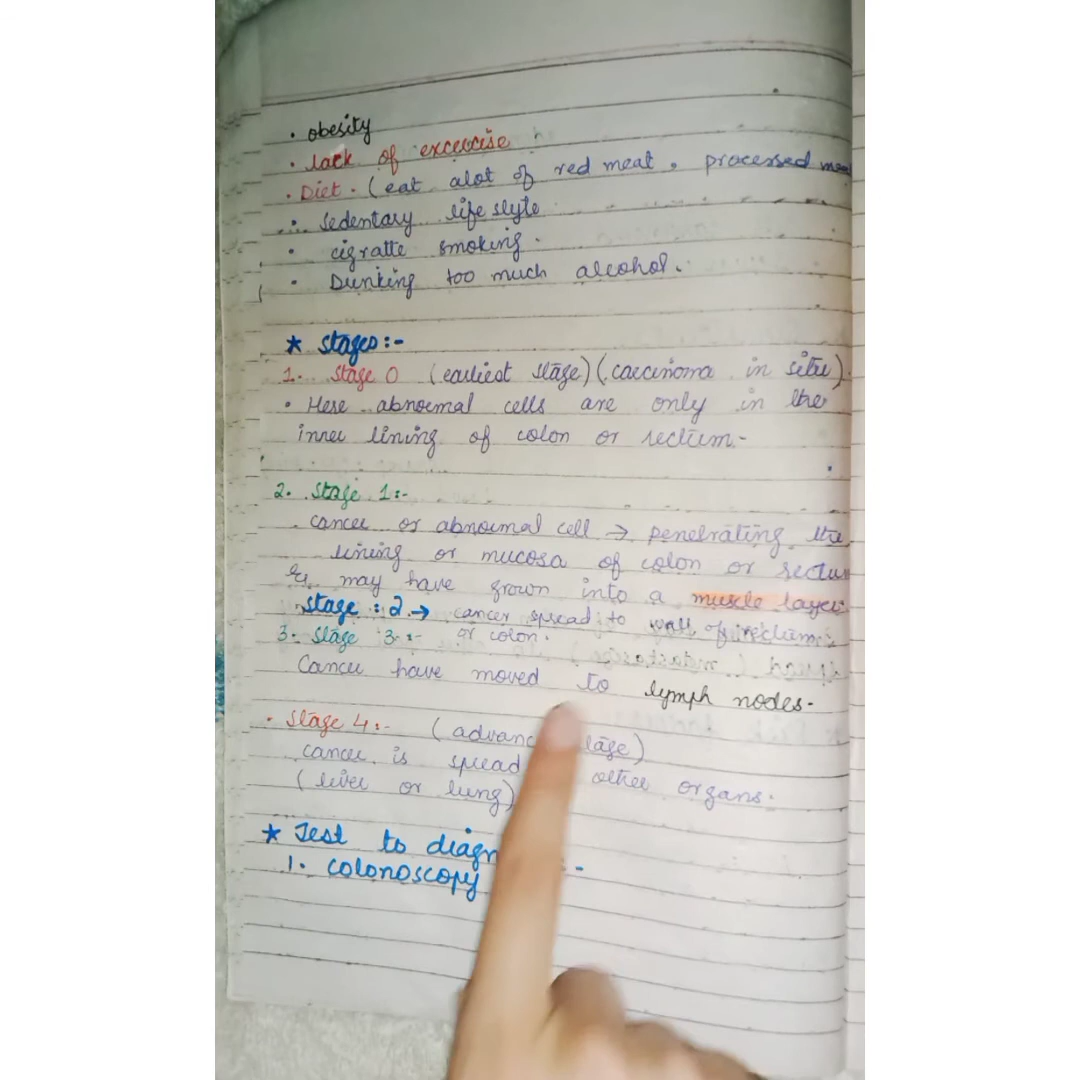 • obesity
• lack of excercise
• Diet • (eat alot of red meat, processed
• Sedentary life slyte
• cigratte smoking.
• Drinking too much alcohol.
* Stages:-
1. Stage 0 (earliest stage) (carcinoma in situ)
• Here abnormal cells are only in the
inner lining of colon or rectum-
2. Stage 1:-
cancer or abnormal cell → penetrating the
lining or mucosa of colon or rectum
& may have grown into a muscle layer.
Stage : 2 → cancer spread to wall of rectum
3. Stage 3:- or colon.
Cancer have moved to lymph nodes-
• Stage 4:- (advanc lage)
cancer is spread other organs.
(liver or lung)
* Test to diagn :-
1. colonoscopy